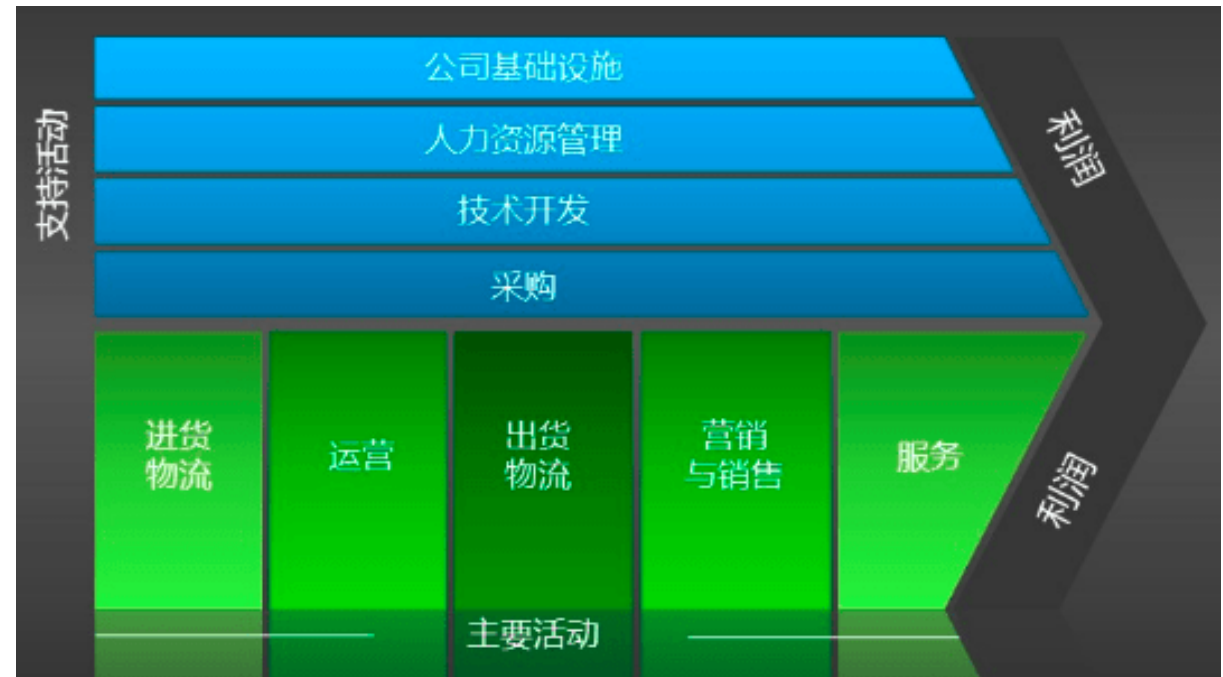 支持活动
公司基础设施
人力资源管理
技术开发
采购
利润
进货
物流
运营
出货
物流
营销
与销售
服务
利润
主要活动